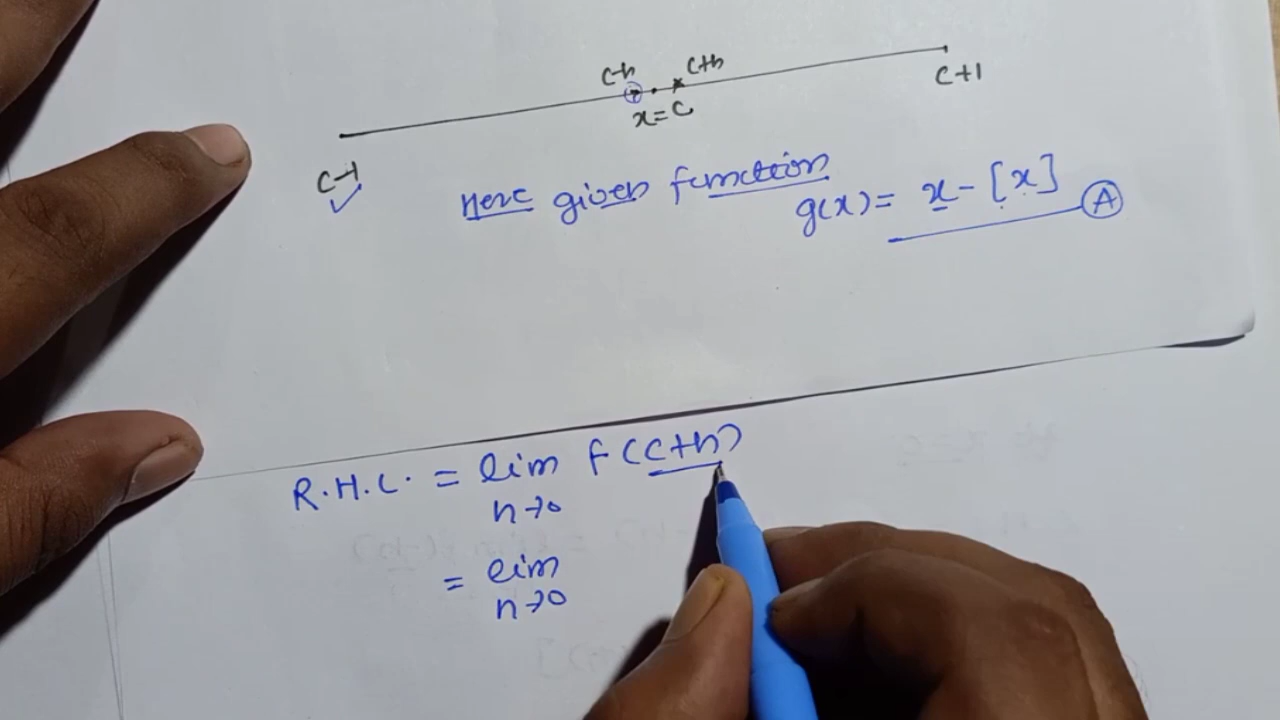 c-h c+h
x=c c+1
c-1
Here given function
g(x)= x-[x] A
R.H.L. = lim f(c+h)
h→0
= lim
h→0